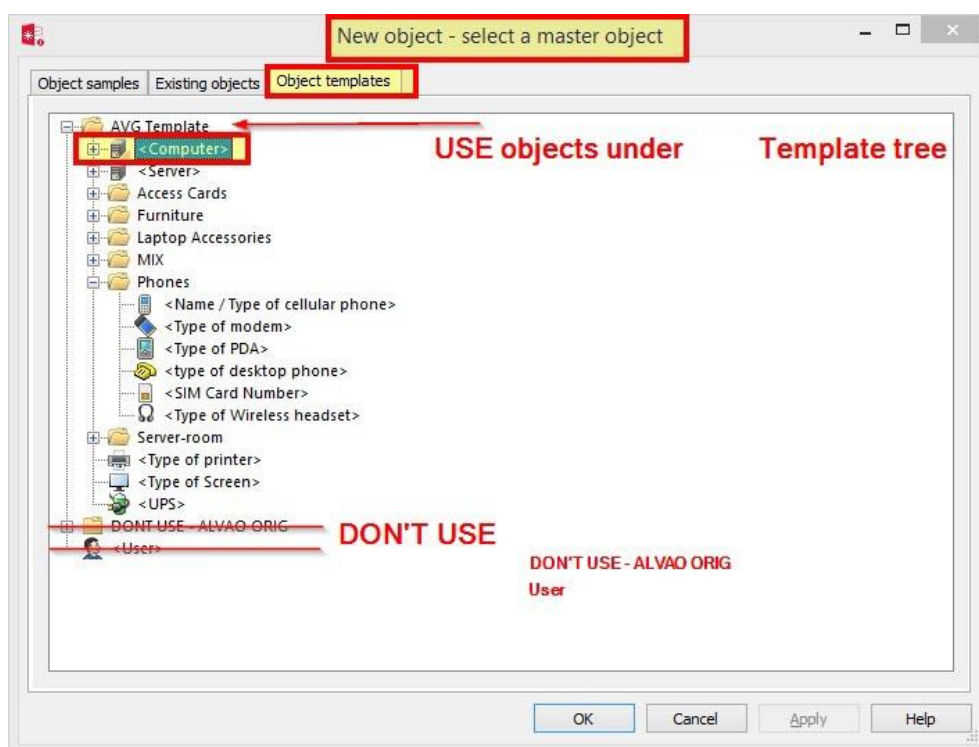 New object - select a master object
Object samples Existing objects Object templates
AVG Template
<Computer>
USE objects under Template tree
<Server>
Access Cards
Furniture
Laptop Accessories
MIX
Phones
<Name / Type of cellular phone>
<Type of modem>
<Type of PDA>
<type of desktop phone>
<SIM Card Number>
<Type of Wireless headset>
Server-room
<Type of printer>
<Type of Screen>
<UPS>
DONT USE - ALVAO ORIG
DON'T USE
<User>
DON'T USE - ALVAO ORIG
User
OK Cancel Apply Help